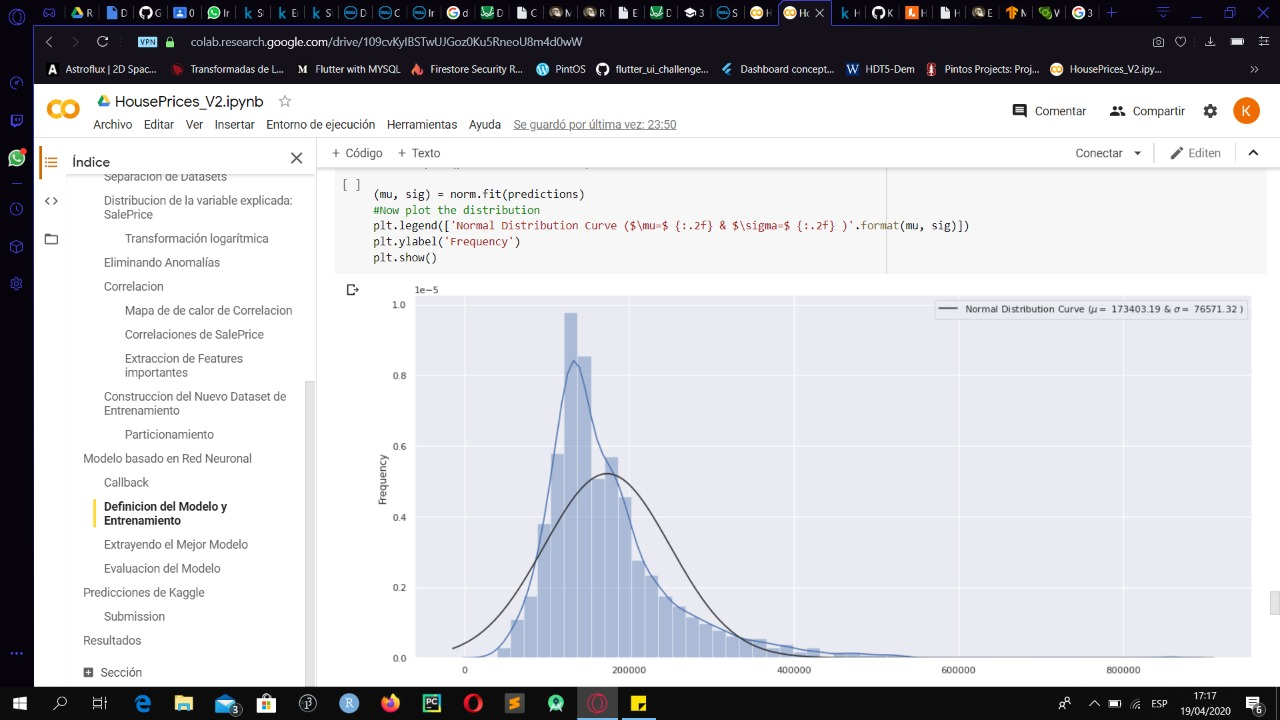 colab.research.google.com/drive/109cvKyIBSTwUJGoz0Ku5RneoU8m4d0wW
VPN
Astroflux | 2D Spac...
Transformadas de L...
Flutter with MYSQL
Firestore Security R...
PintOS
flutter_ui_challenge...
Dashboard concept...
HDT5-Dem
Pintos Projects: Proj...
HousePrices_V2.ipy...
HousePrices_V2.ipynb
Comentar
Compartir
K
Archivo Editar Ver Insertar Entorno de ejecución Herramientas Ayuda Se guardó por última vez: 23:50
Índice
+ Código + Texto
Conectar
Editen
Separacion de Datasets
Distribucion de la variable explicada:
SalePrice
Transformación logarítmica
Eliminando Anomalías
Correlacion
Mapa de de calor de Correlacion
Correlaciones de SalePrice
Extraccion de Features
importantes
Construccion del Nuevo Dataset de
Entrenamiento
Particionamiento
Modelo basado en Red Neuronal
Callback
Definicion del Modelo y
Entrenamiento
Extrayendo el Mejor Modelo
Evaluacion del Modelo
Predicciones de Kaggle
Submission
Resultados
Sección
[ ]
(mu, sig) = norm.fit(predictions)
#Now plot the distribution
plt.legend(['Normal Distribution Curve ($\mu=$ {:.2f} & $\sigma=$ {:.2f} )'.format(mu, sig)])
plt.ylabel('Frequency')
plt.show()
1e−5
Normal Distribution Curve (μ = 173403.19 & σ = 76571.32 )
1.0
0.8
0.6
0.4
0.2
0.0
Frequency
0 200000 400000 600000 800000
3
ESP
17:17
19/04/2020
6